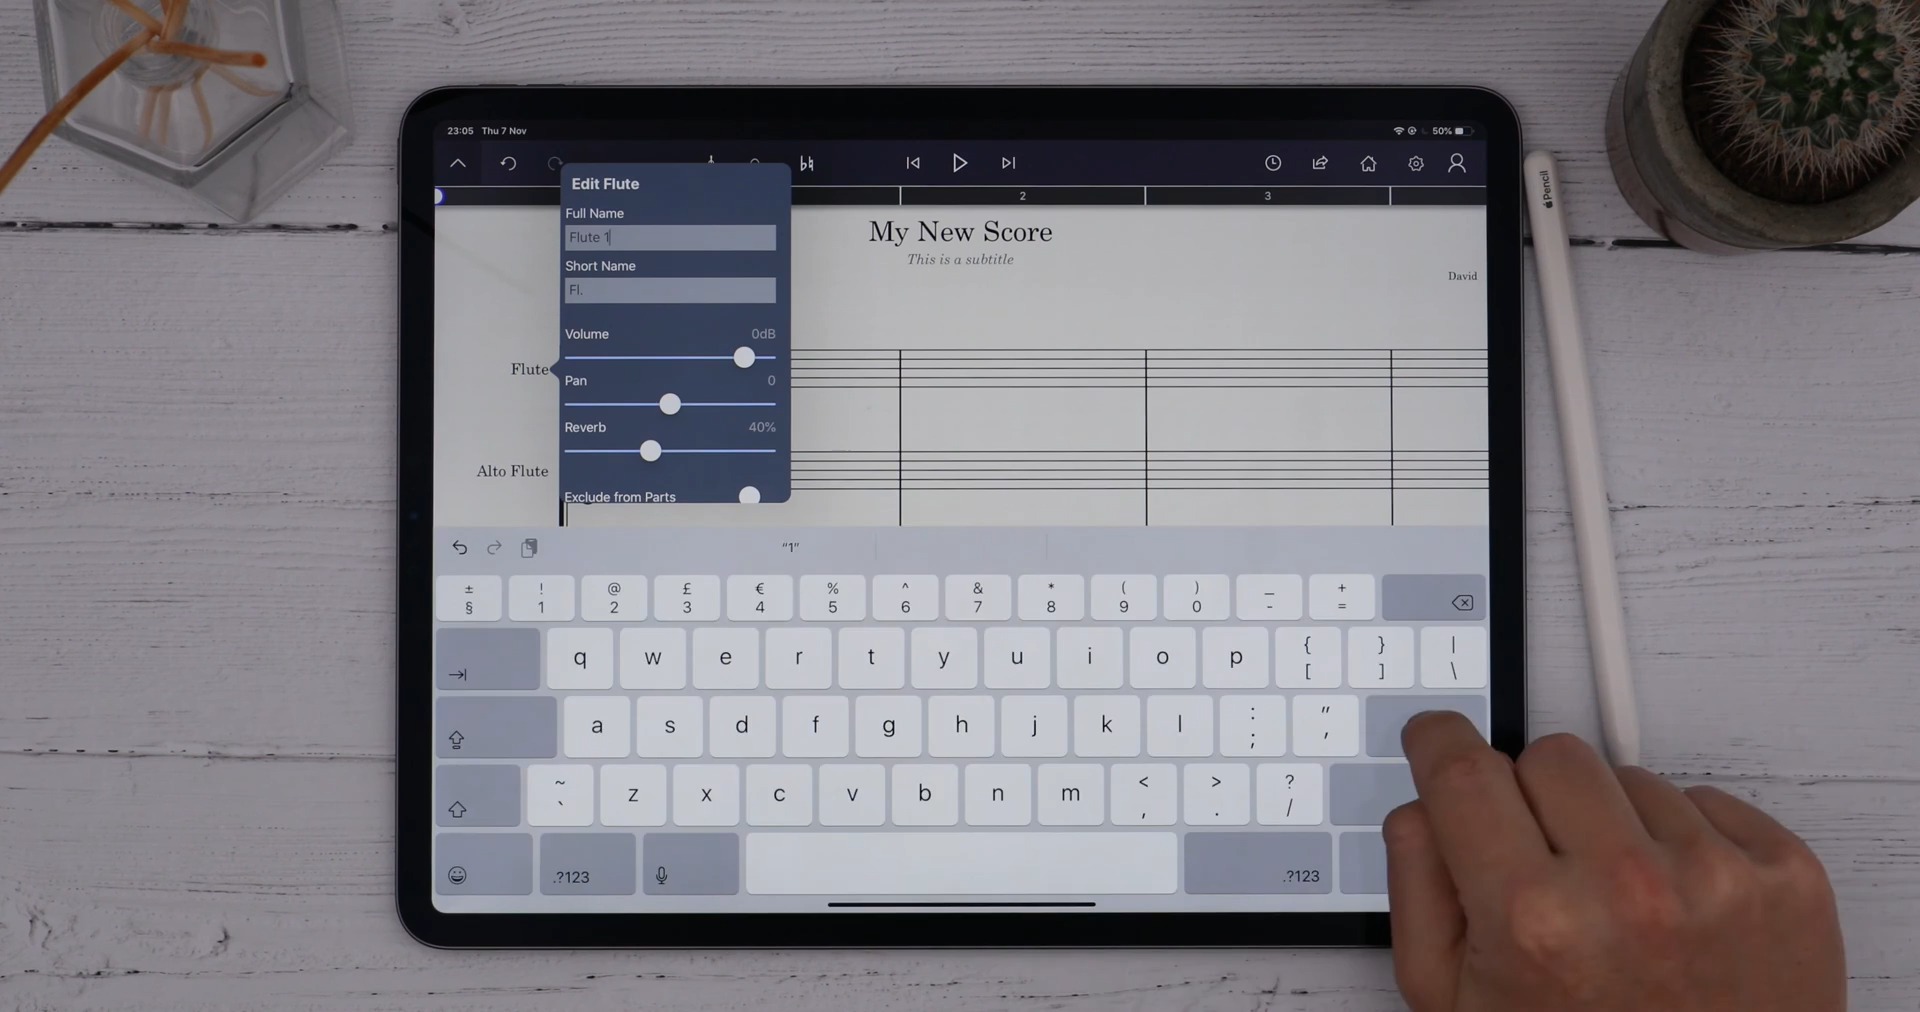 23:05 Thu 7 Nov
50%
Edit Flute
Full Name
Flute 1
Short Name
Fl.
Volume 0dB
Pan 0
Reverb 40%
Exclude from Parts
2 3
My New Score
This is a subtitle
David
Flute
Alto Flute
Pencil
"1"
± ! @ £ € % ^ & * ( ) _ +
§ 1 2 3 4 5 6 7 8 9 0 - =
q w e r t y u i o p { [ } ] | \
a s d f g h j k l : ; " '
~ ` z x c v b n m < , > . ? /
.?123 .?123